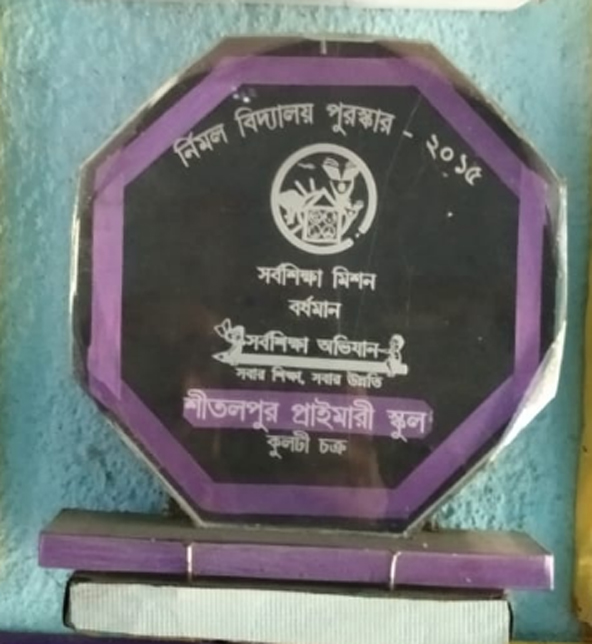 নির্মল বিদ্যালয় পুরস্কার - ২০১৫
সর্বশিক্ষা মিশন
বর্ধমান
সর্বশিক্ষা অভিযান
সবার শিক্ষা, সবার উন্নতি
শীতলপুর প্রাইমারী স্কুল
কুলটী চক্র